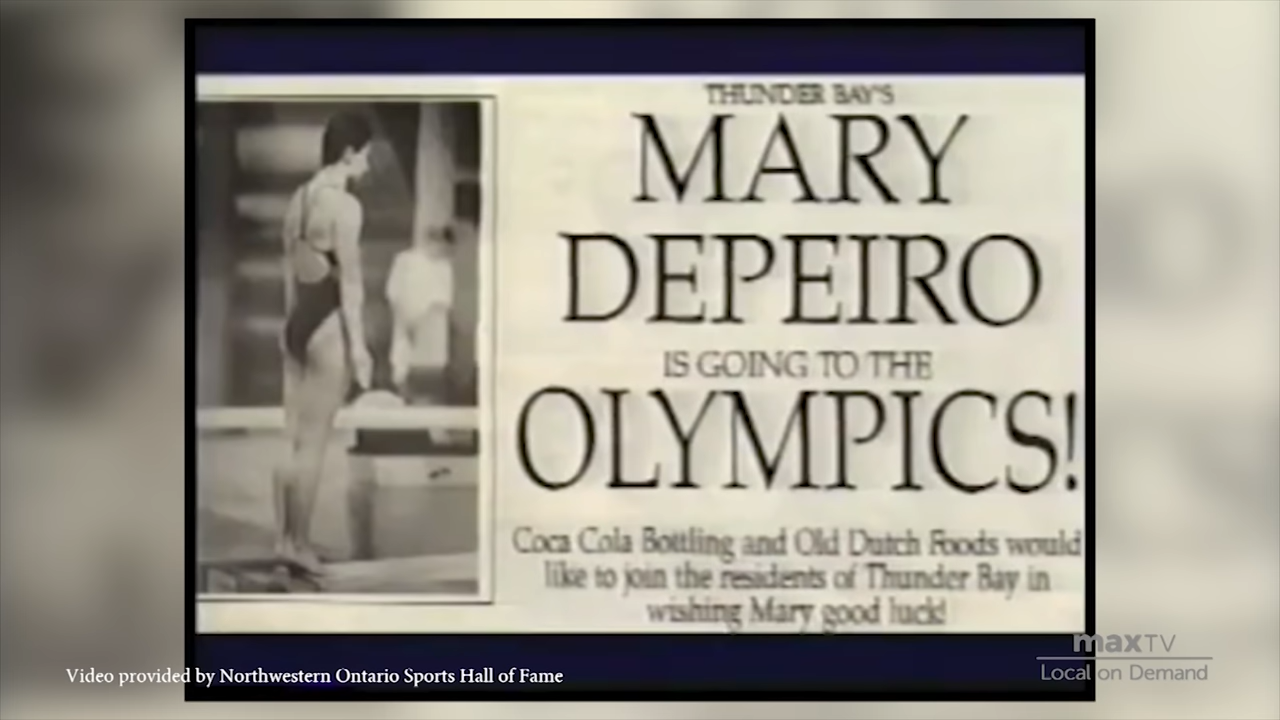 THUNDER BAY'S
MARY
DEPEIRO
IS GOING TO THE
OLYMPICS!
Coca Cola Bottling and Old Dutch Foods would
like to join the residents of Thunder Bay in
wishing Mary good luck!
maxTV
Local on Demand
Video provided by Northwestern Ontario Sports Hall of Fame